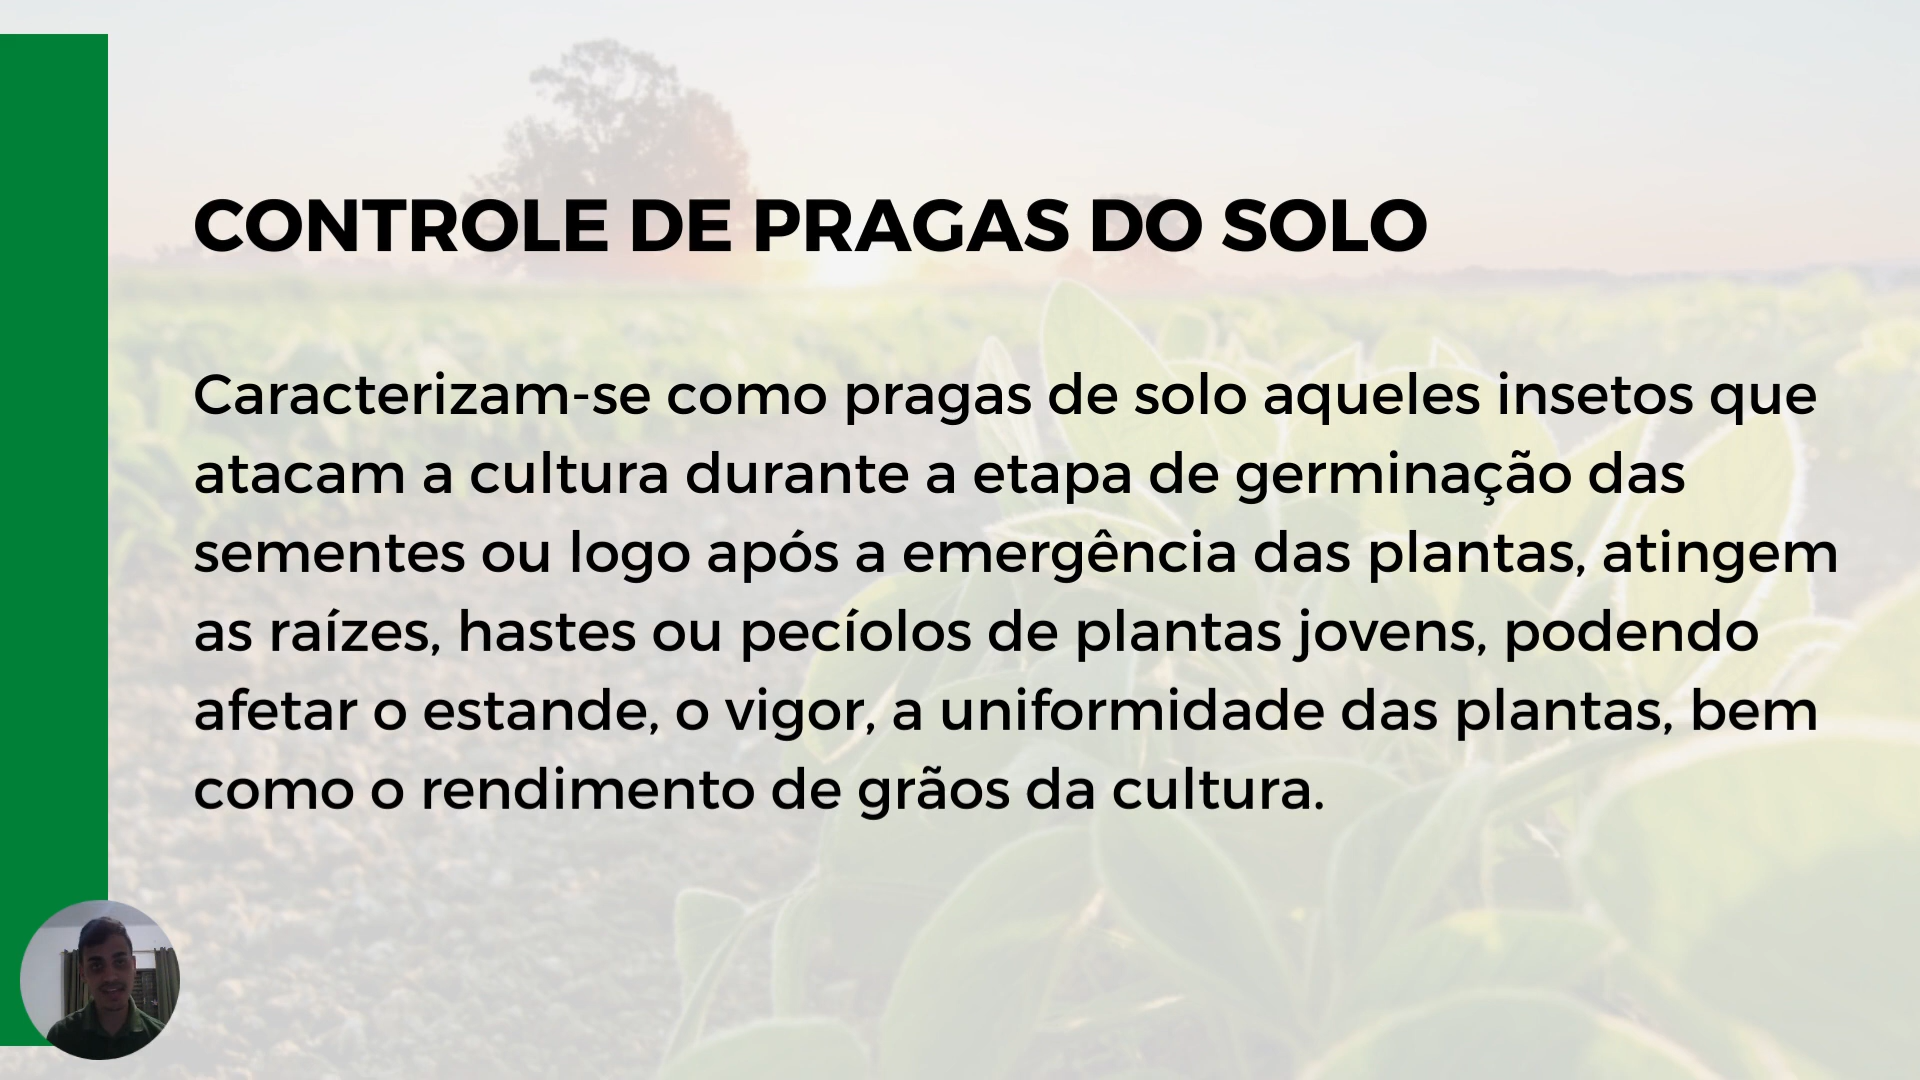 CONTROLE DE PRAGAS DO SOLO
Caracterizam-se como pragas de solo aqueles insetos que
atacam a cultura durante a etapa de germinação das
sementes ou logo após a emergência das plantas, atingem
as raízes, hastes ou pecíolos de plantas jovens, podendo
afetar o estande, o vigor, a uniformidade das plantas, bem
como o rendimento de grãos da cultura.